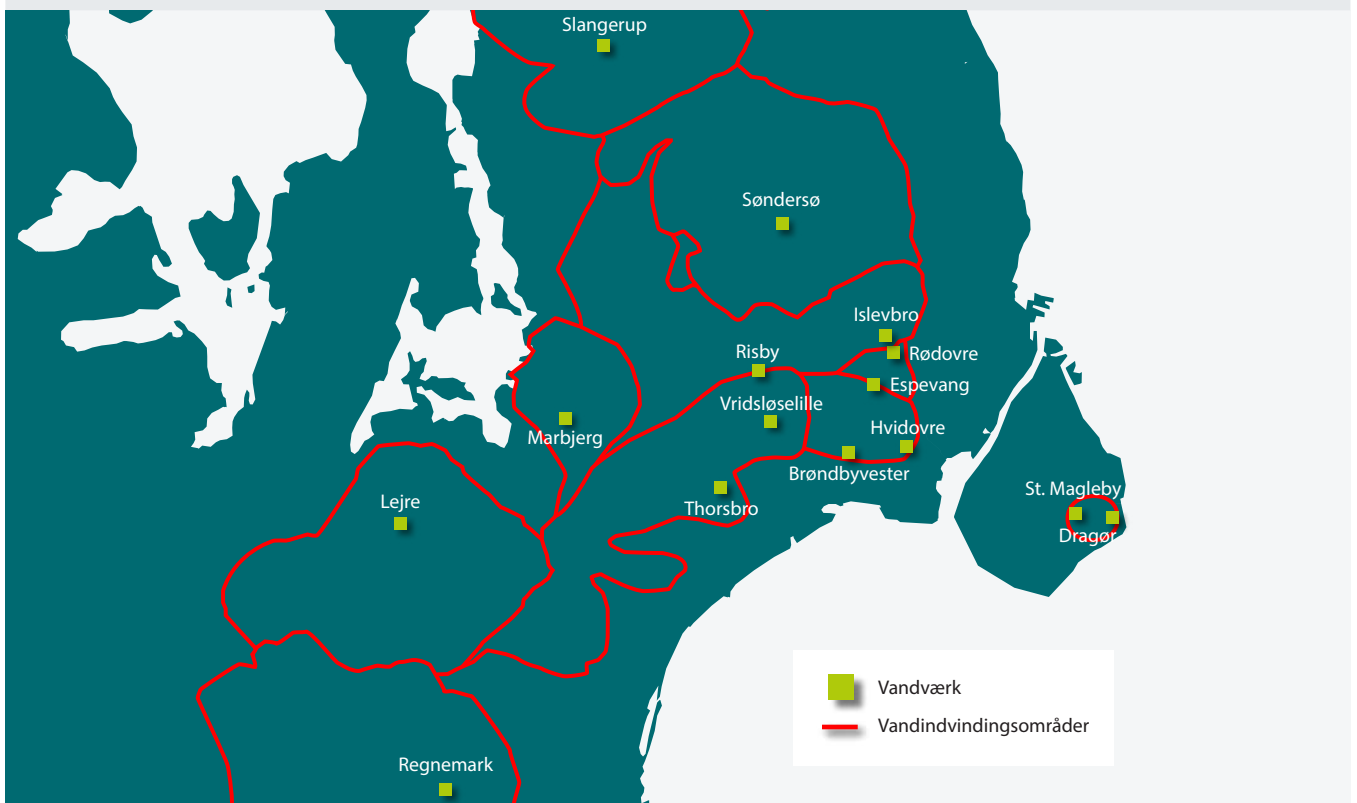 Slangerup
Søndersø
Islevbro
Rødovre
Risby
Espevang
Vridsløselille
Hvidovre
Marbjerg
Brøndbyvester
St. Magleby
Lejre
Thorsbro
Dragør
Vandværk
Vandindvindingsområder
Regnemark